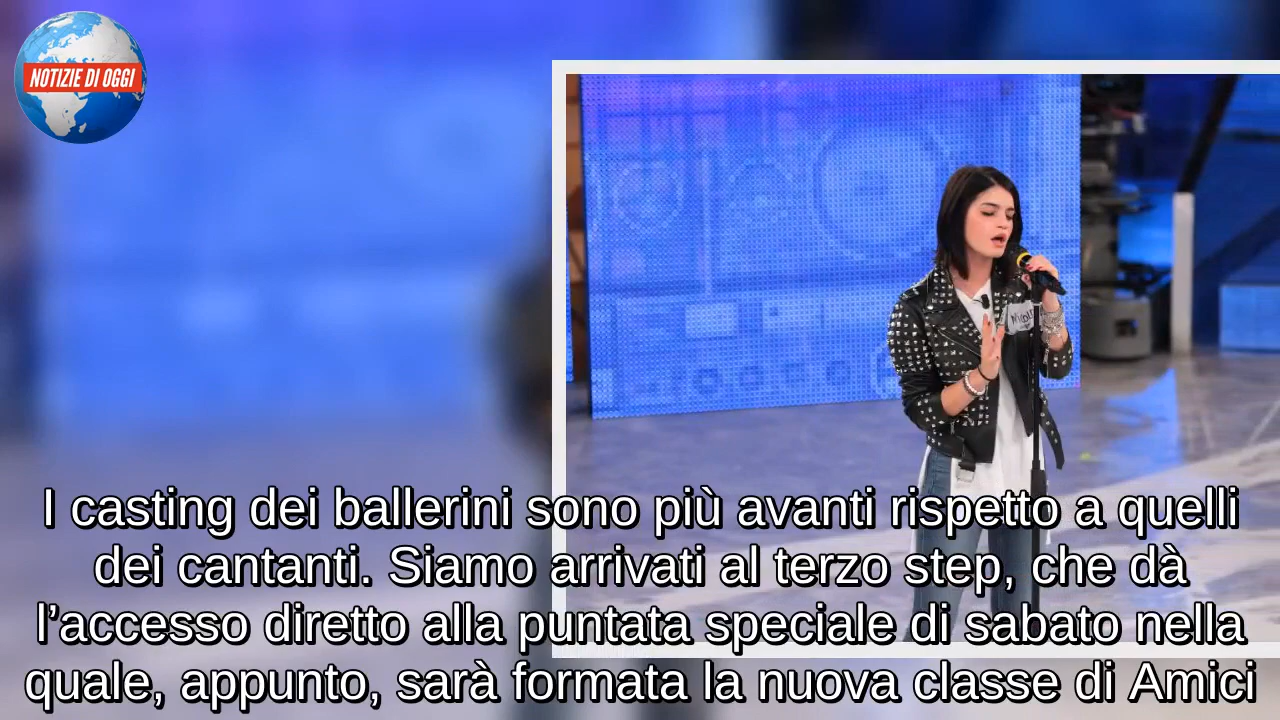 NOTIZIE DI OGGI
I casting dei ballerini sono più avanti rispetto a quelli
dei cantanti. Siamo arrivati al terzo step, che dà
l’accesso diretto alla puntata speciale di sabato nella
quale, appunto, sarà formata la nuova classe di Amici